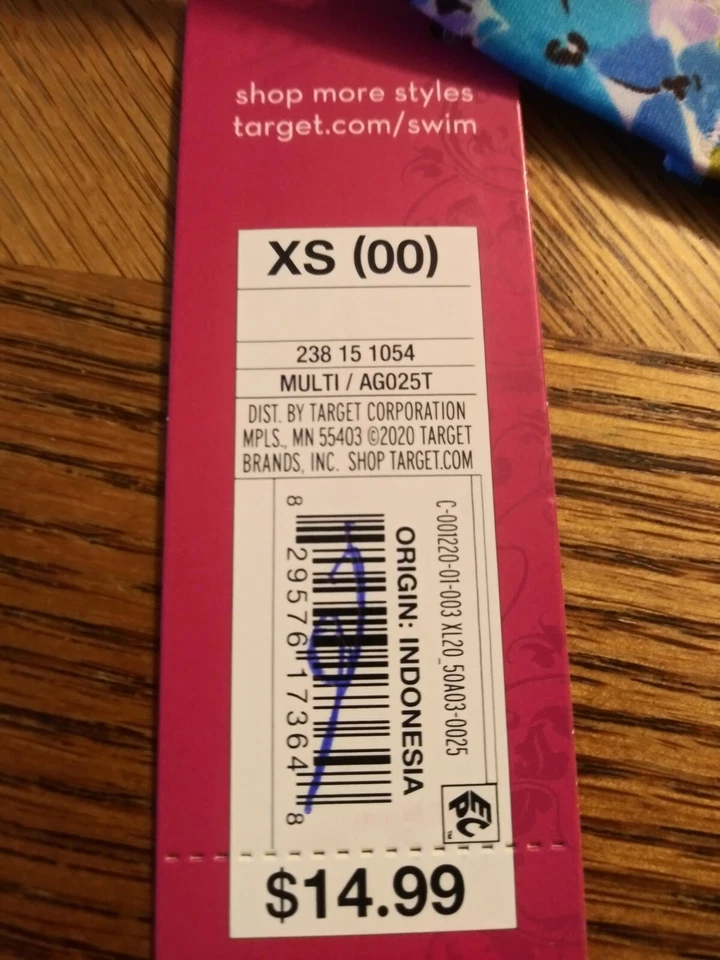 shop more styles
target.com/swim
XS (00)
238 15 1054
MULTI / AG025T
DIST. BY TARGET CORPORATION
MPLS., MN 55403 ©2020 TARGET
BRANDS, INC. SHOP TARGET.COM
C-001220-01-003 XL20_50A03-0025
ORIGIN: INDONESIA
8 29576 17364 8
ECP™
$14.99